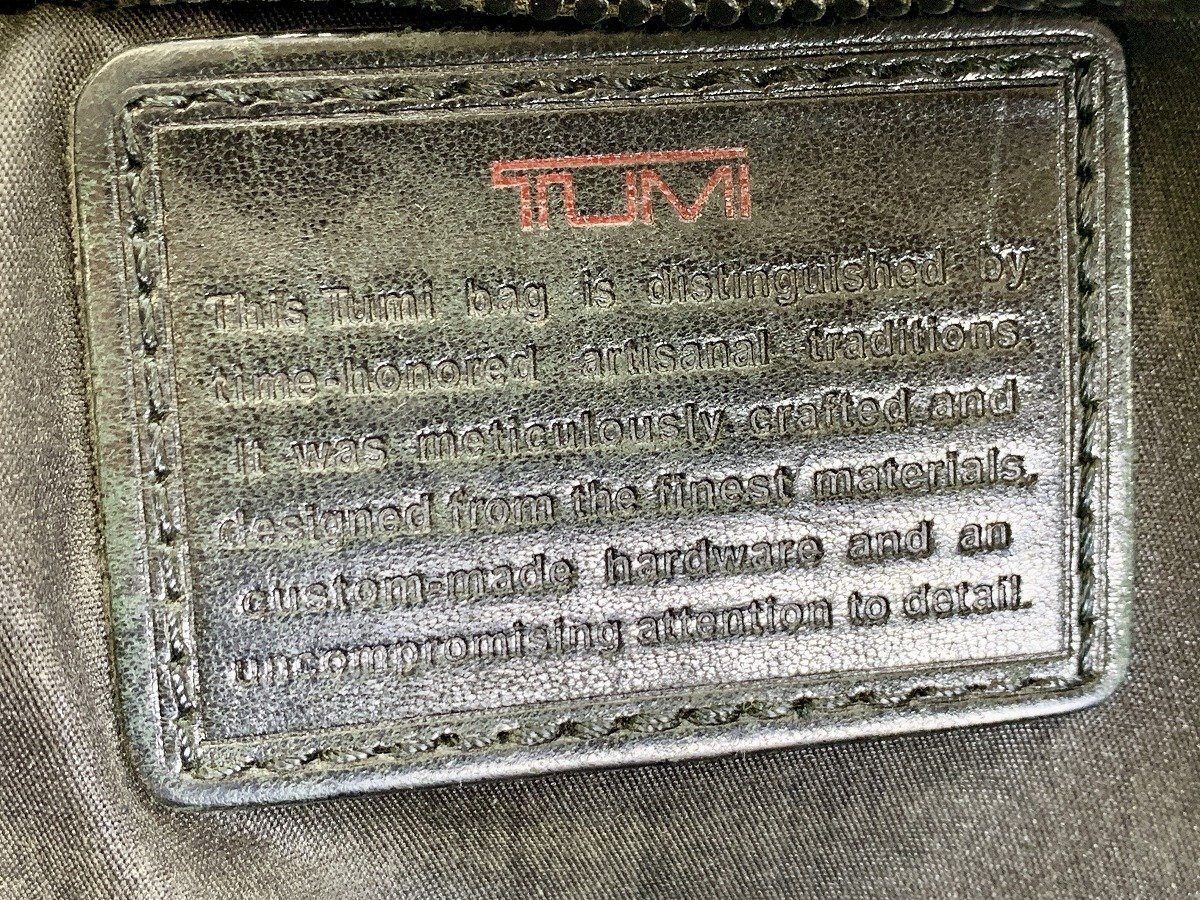 TUMI
This Tumi bag is distinguished by
time-honored artisanal traditions.
It was meticulously crafted and
designed from the finest materials,
custom-made hardware and an
uncompromising attention to detail.